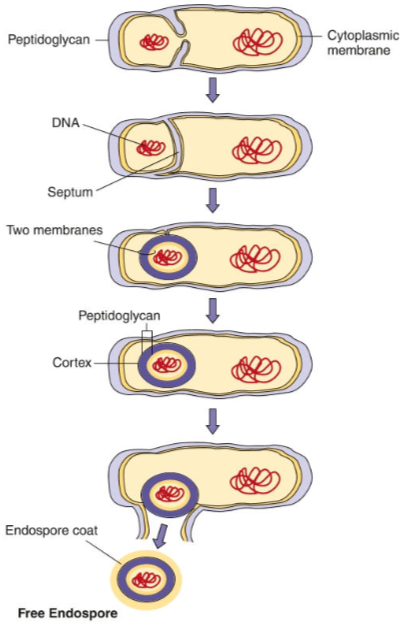 Peptidoglycan
Cytoplasmic
membrane
DNA
Septum
Two membranes
Peptidoglycan
Cortex
Endospore coat
Free Endospore